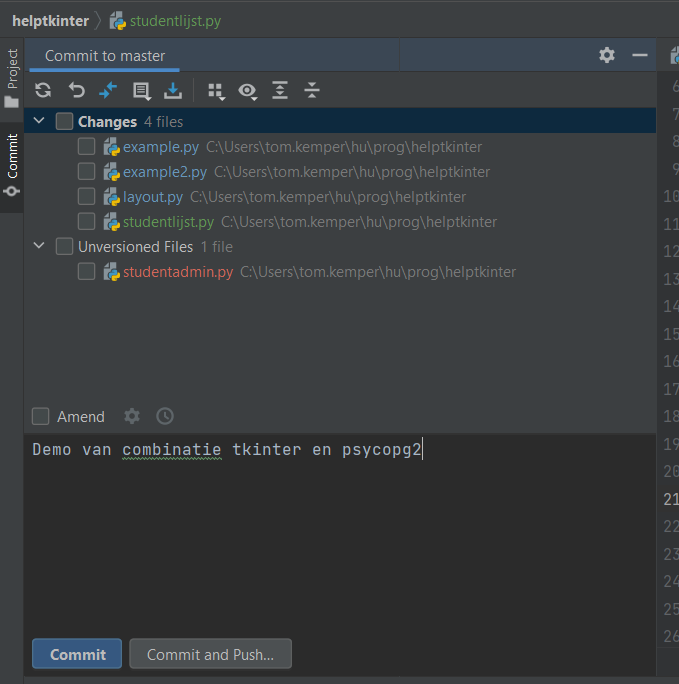 helptkinter studentlijst.py
Project
Commit
Commit to master
Changes 4 files
example.py C:\Users\tom.kemper\hu\prog\helptkinter
example2.py C:\Users\tom.kemper\hu\prog\helptkinter
layout.py C:\Users\tom.kemper\hu\prog\helptkinter
studentlijst.py C:\Users\tom.kemper\hu\prog\helptkinter
Unversioned Files 1 file
studentadmin.py C:\Users\tom.kemper\hu\prog\helptkinter
Amend
Demo van combinatie tkinter en psycopg2
Commit
Commit and Push...
6
7
8
9
10
11
12
13
14
15
16
17
18
19
20
21
22
23
24
25
26